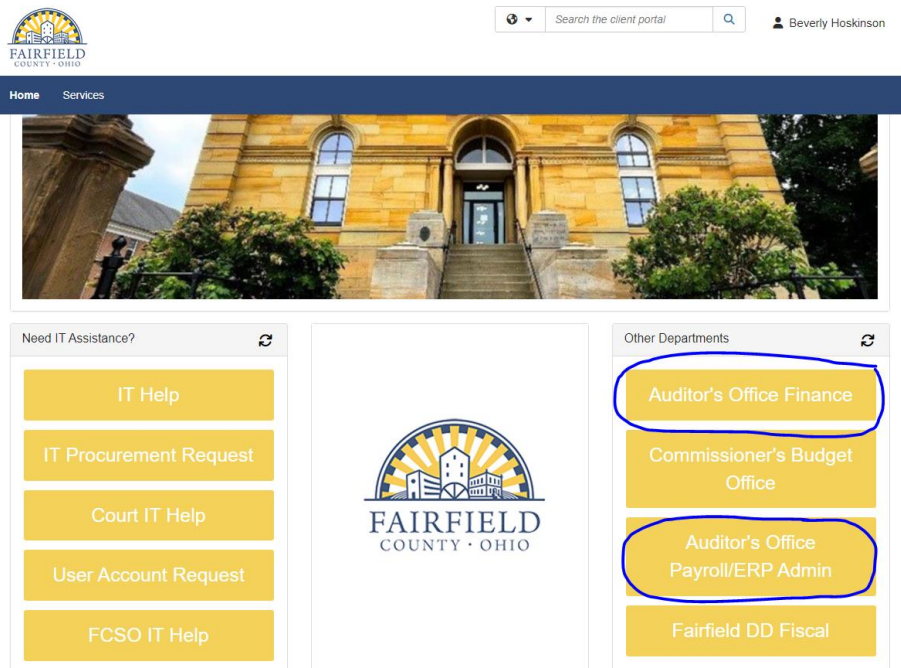 FAIRFIELD
COUNTY • OHIO
Search the client portal
Beverly Hoskinson
Home Services
Need IT Assistance?
IT Help
IT Procurement Request
Court IT Help
User Account Request
FCSO IT Help
FAIRFIELD
COUNTY • OHIO
Other Departments
Auditor's Office Finance
Commissioner's Budget
Office
Auditor's Office
Payroll/ERP Admin
Fairfield DD Fiscal